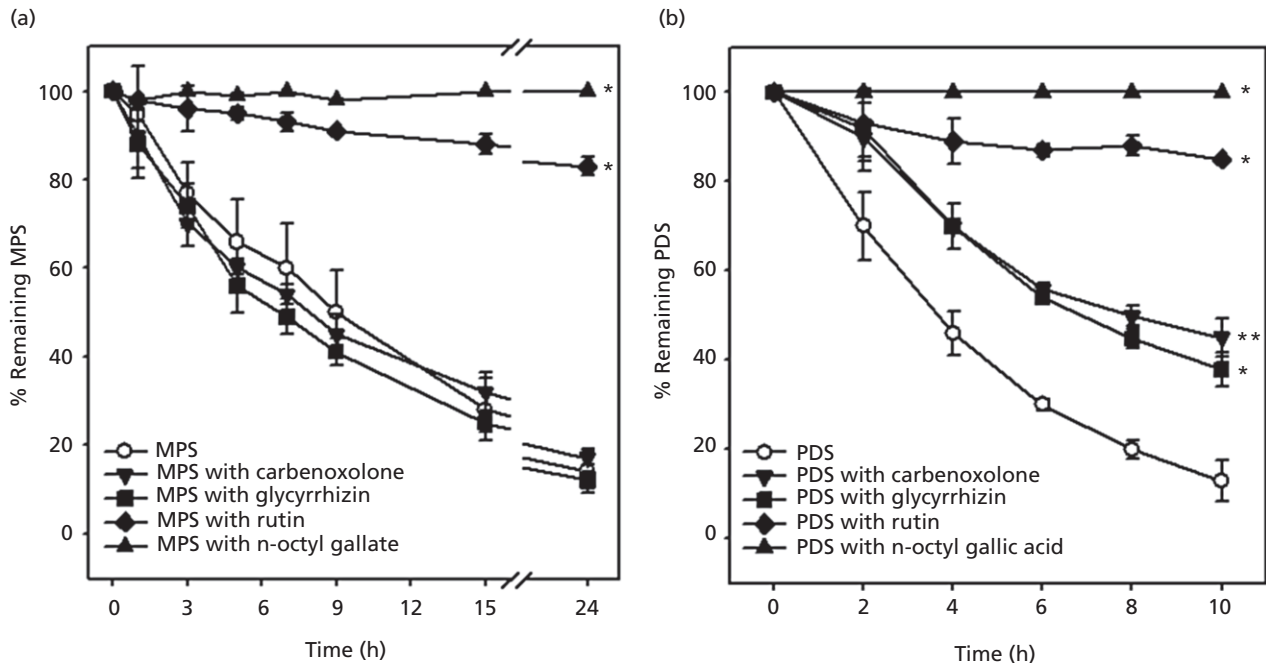 (a)
% Remaining MPS
100
80
60
40
20
0
*
*
MPS
MPS with carbenoxolone
MPS with glycyrrhizin
MPS with rutin
MPS with n-octyl gallate
0 3 6 9 12 15 24
Time (h)
(b)
% Remaining PDS
100
80
60
40
20
0
*
*
**
*
PDS
PDS with carbenoxolone
PDS with glycyrrhizin
PDS with rutin
PDS with n-octyl gallic acid
0 2 4 6 8 10
Time (h)